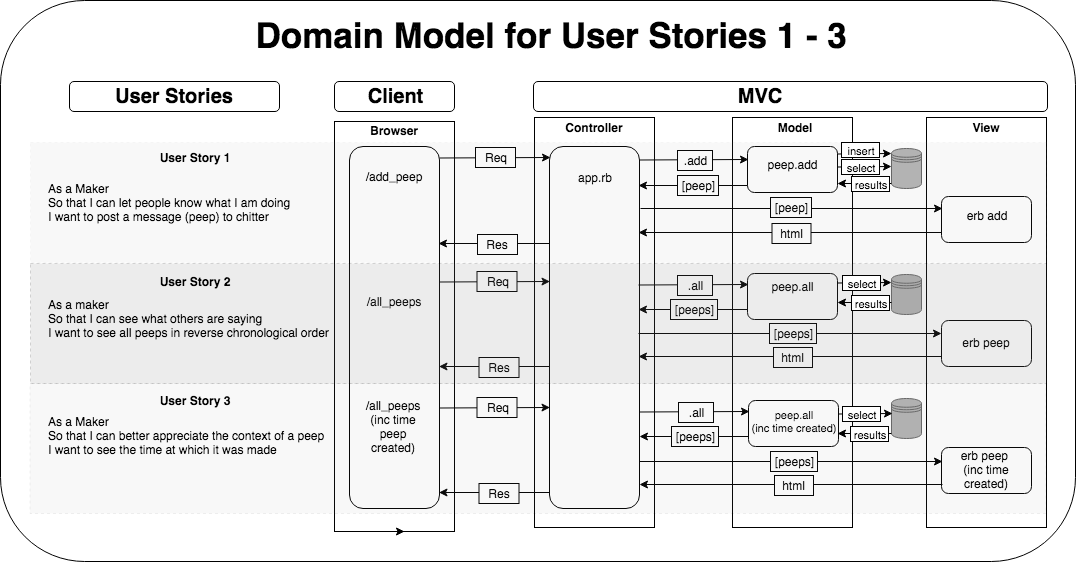 Domain Model for User Stories 1 - 3
User Stories
Client
MVC
Browser
Controller
Model
View
User Story 1
As a Maker
So that I can let people know what I am doing
I want to post a message (peep) to chitter
/add_peep
Req
Res
app.rb
.add
[peep]
peep.add
insert
select
results
[peep]
html
erb add
User Story 2
As a maker
So that I can see what others are saying
I want to see all peeps in reverse chronological order
/all_peeps
Req
Res
.all
[peeps]
peep.all
select
results
[peeps]
html
erb peep
User Story 3
As a Maker
So that I can better appreciate the context of a peep
I want to see the time at which it was made
/all_peeps
(inc time
peep
created)
Req
Res
.all
[peeps]
peep.all
(inc time created)
select
results
[peeps]
html
erb peep
(inc time
created)